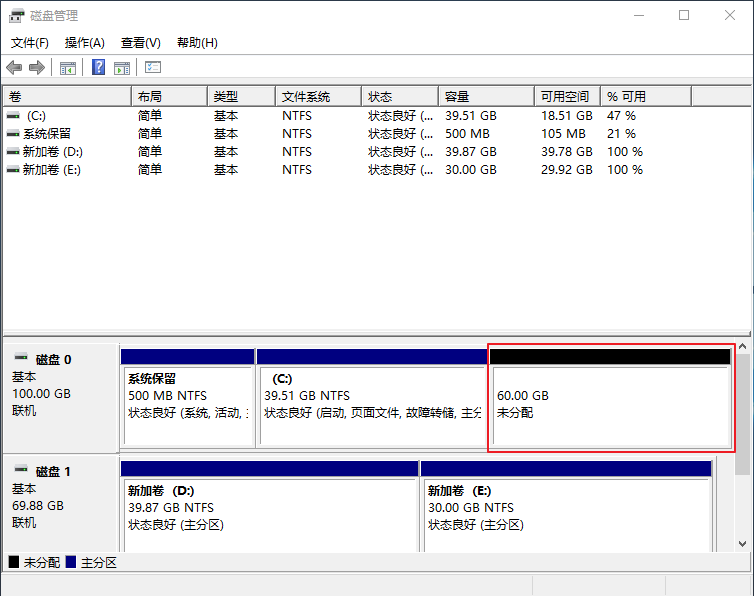 磁盘管理
文件(F) 操作(A) 查看(V) 帮助(H)
卷 布局 类型 文件系统 状态 容量 可用空间 % 可用
(C:) 简单 基本 NTFS 状态良好 (... 39.51 GB 18.51 GB 47 %
系统保留 简单 基本 NTFS 状态良好 (... 500 MB 105 MB 21 %
新加卷 (D:) 简单 基本 NTFS 状态良好 (... 39.87 GB 39.78 GB 100 %
新加卷 (E:) 简单 基本 NTFS 状态良好 (... 30.00 GB 29.92 GB 100 %
磁盘 0
基本
100.00 GB
联机
系统保留
500 MB NTFS
状态良好 (系统, 活动, 
(C:)
39.51 GB NTFS
状态良好 (启动, 页面文件, 故障转储, 主分
60.00 GB
未分配
磁盘 1
基本
69.88 GB
联机
新加卷 (D:)
39.87 GB NTFS
状态良好 (主分区)
新加卷 (E:)
30.00 GB NTFS
状态良好 (主分区)
未分配 主分区